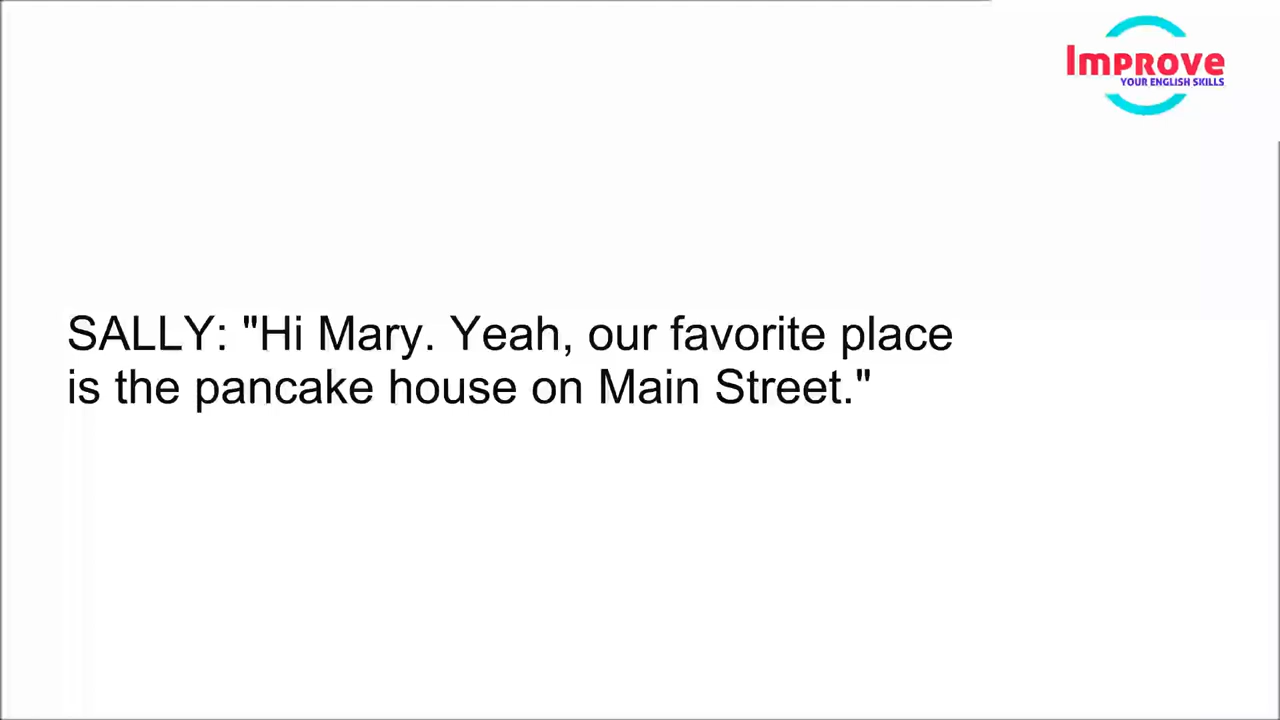 Improve
YOUR ENGLISH SKILLS
SALLY: "Hi Mary. Yeah, our favorite place
is the pancake house on Main Street."